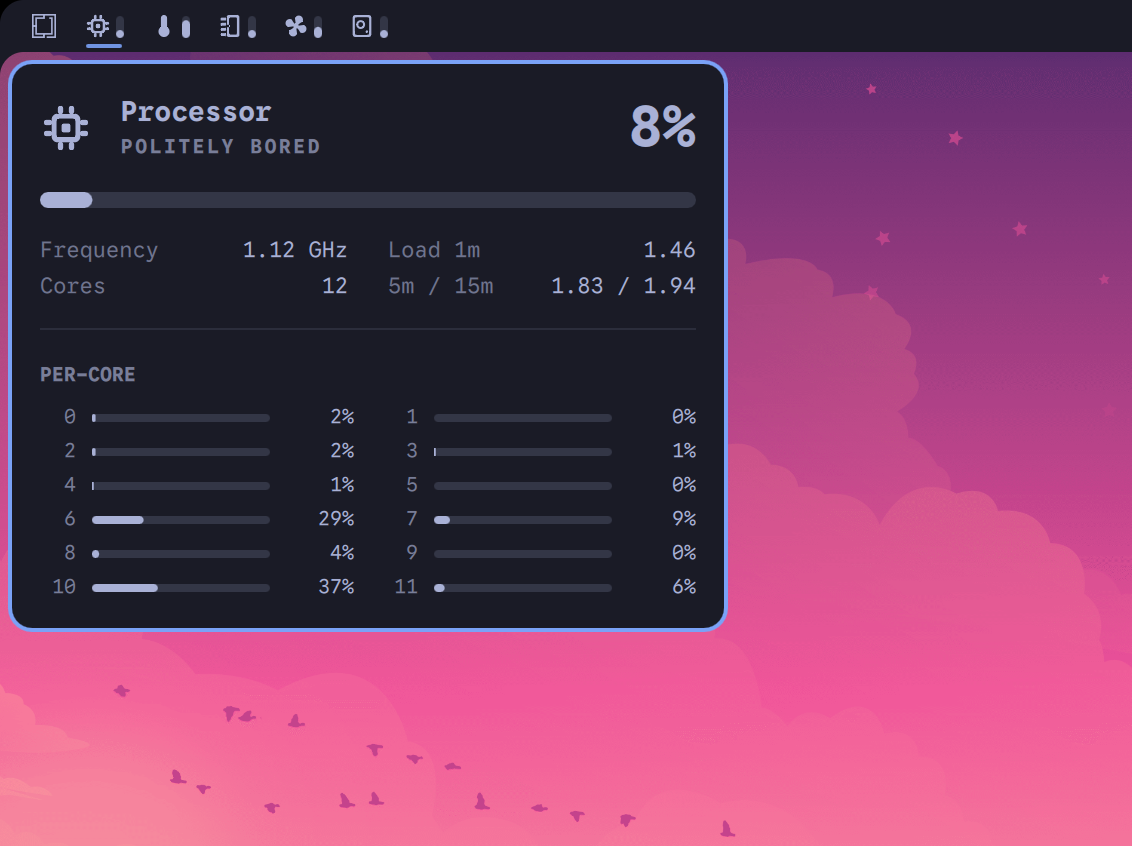 Processor
POLITELY BORED
8%
Frequency 1.12 GHz Load 1m 1.46
Cores 12 5m / 15m 1.83 / 1.94
PER-CORE
0 2% 1 0%
2 2% 3 1%
4 1% 5 0%
6 29% 7 9%
8 4% 9 0%
10 37% 11 6%